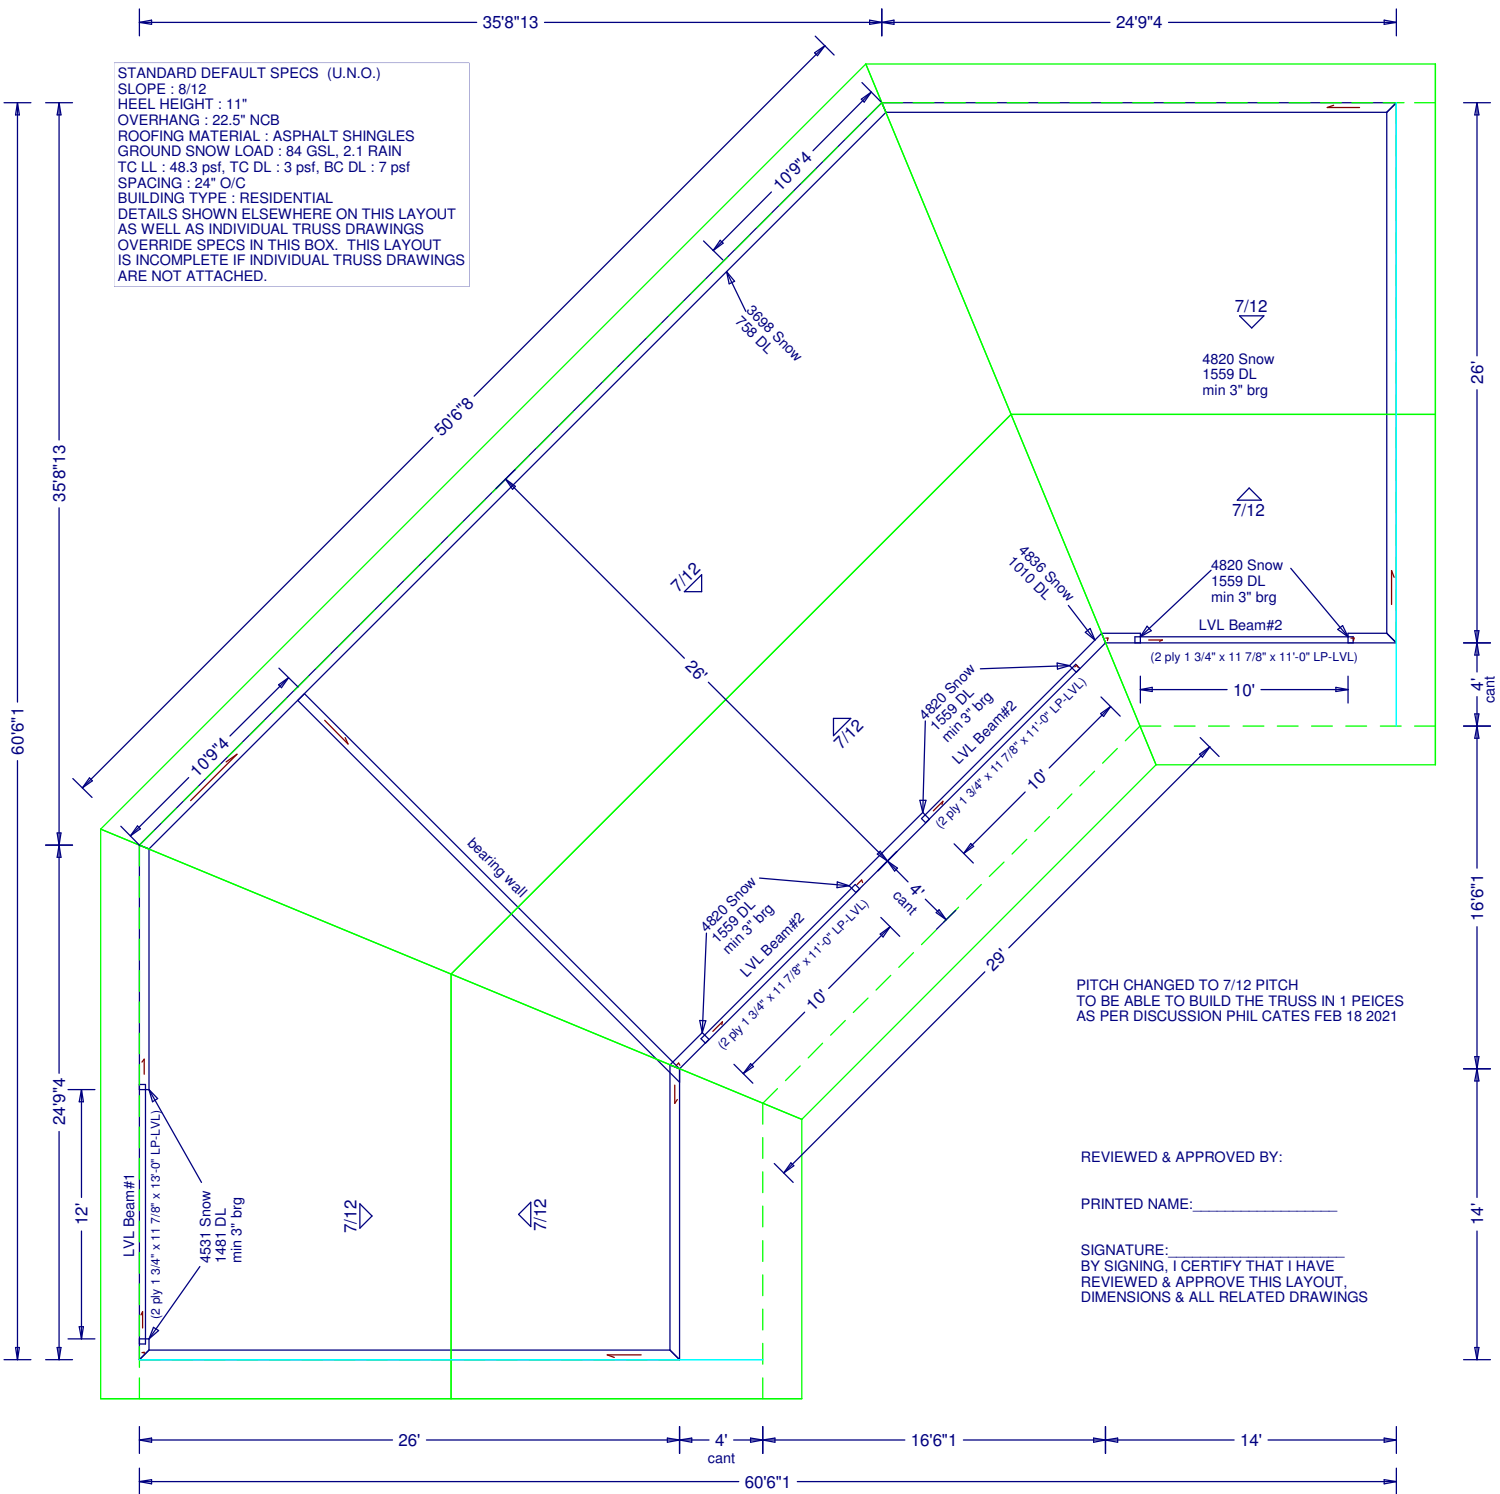 35'8"13
24'9"4
STANDARD DEFAULT SPECS (U.N.O.)
SLOPE : 8/12
HEEL HEIGHT : 11"
OVERHANG : 22.5" NCB
ROOFING MATERIAL : ASPHALT SHINGLES
GROUND SNOW LOAD : 84 GSL, 2.1 RAIN
TC LL : 48.3 psf, TC DL : 3 psf, BC DL : 7 psf
SPACING : 24" O/C
BUILDING TYPE : RESIDENTIAL
DETAILS SHOWN ELSEWHERE ON THIS LAYOUT
AS WELL AS INDIVIDUAL TRUSS DRAWINGS
OVERRIDE SPECS IN THIS BOX. THIS LAYOUT
IS INCOMPLETE IF INDIVIDUAL TRUSS DRAWINGS
ARE NOT ATTACHED.
10'9"4
3698 Snow
758 DL
50'6"8
7/12
4820 Snow
1559 DL
min 3" brg
26'
35'8"13
60'6"1
7/12
7/12
4836 Snow
1010 DL
4820 Snow
1559 DL
min 3" brg
LVL Beam#2
(2 ply 1 3/4" x 11 7/8" x 11'-0" LP-LVL)
10'
4'
cant
26'
10'9"4
7/12
4820 Snow
1559 DL
min 3" brg
LVL Beam#2
(2 ply 1 3/4" x 11 7/8" x 11'-0" LP-LVL)
10'
bearing wall
4'
cant
4820 Snow
1559 DL
min 3" brg
LVL Beam#2
(2 ply 1 3/4" x 11 7/8" x 11'-0" LP-LVL)
10'
29'
16'6"1
PITCH CHANGED TO 7/12 PITCH
TO BE ABLE TO BUILD THE TRUSS IN 1 PEICES
AS PER DISCUSSION PHIL CATES FEB 18 2021
24'9"4
12'
LVL Beam#1
(2 ply 1 3/4" x 11 7/8" x 13'-0" LP-LVL)
4531 Snow
1481 DL
min 3" brg
7/12
7/12
14'
REVIEWED & APPROVED BY:
PRINTED NAME:__________________
SIGNATURE:______________________
BY SIGNING, I CERTIFY THAT I HAVE
REVIEWED & APPROVE THIS LAYOUT,
DIMENSIONS & ALL RELATED DRAWINGS
26'
4'
cant
16'6"1
14'
60'6"1